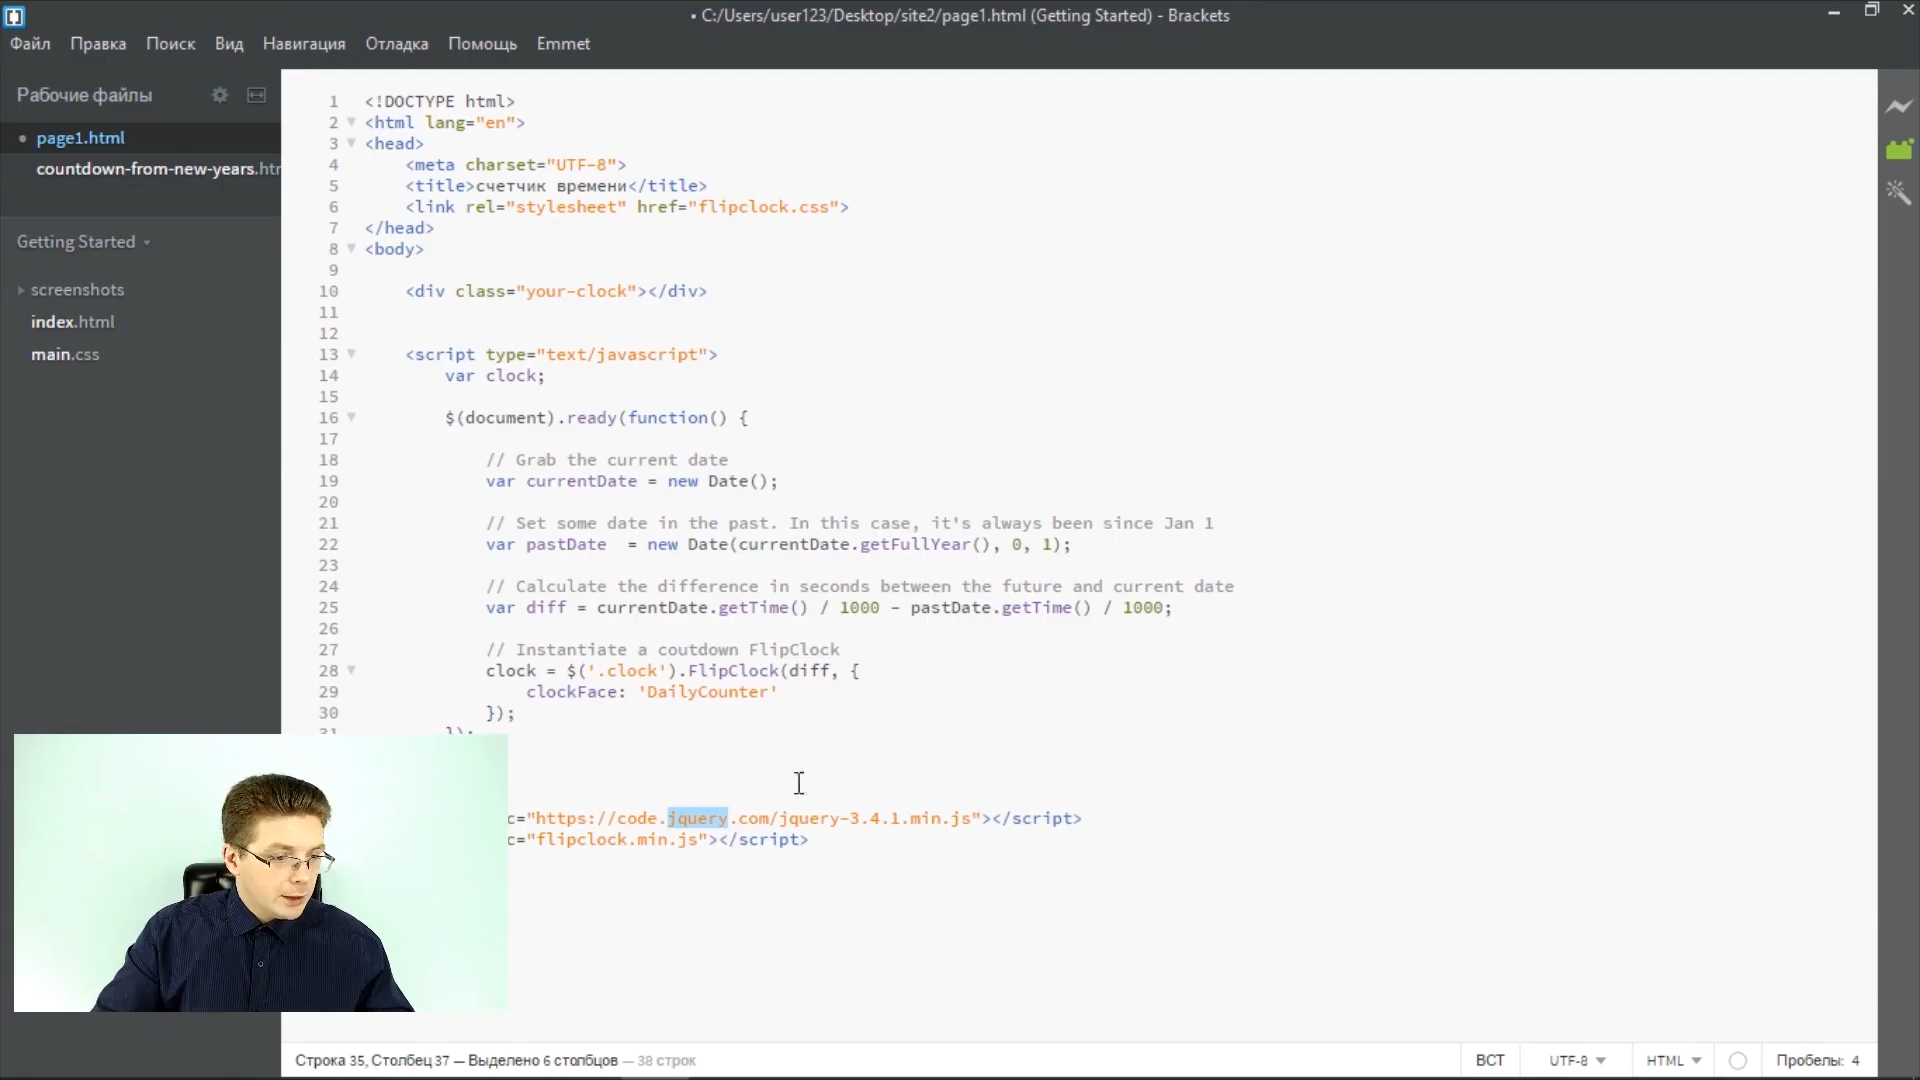 • C:/Users/user123/Desktop/site2/page1.html (Getting Started) - Brackets
Файл Правка Поиск Вид Навигация Отладка Помощь Emmet
Рабочие файлы
page1.html
countdown-from-new-years.htm
Getting Started
screenshots
index.html
main.css
1 <!DOCTYPE html>
2 <html lang="en">
3 <head>
4 <meta charset="UTF-8">
5 <title>счетчик времени</title>
6 <link rel="stylesheet" href="flipclock.css">
7 </head>
8 <body>
9
10 <div class="your-clock"></div>
11
12
13 <script type="text/javascript">
14 var clock;
15
16 $(document).ready(function() {
17
18 // Grab the current date
19 var currentDate = new Date();
20
21 // Set some date in the past. In this case, it's always been since Jan 1
22 var pastDate  = new Date(currentDate.getFullYear(), 0, 1);
23
24 // Calculate the difference in seconds between the future and current date
25 var diff = currentDate.getTime() / 1000 - pastDate.getTime() / 1000;
26
27 // Instantiate a coutdown FlipClock
28 clock = $('.clock').FlipClock(diff, {
29 clockFace: 'DailyCounter'
30 });
31 });
c="https://code.jquery.com/jquery-3.4.1.min.js"></script>
c="flipclock.min.js"></script>
Строка 35, Столбец 37 — Выделено 6 столбцов — 38 строк
ВСТ UTF-8 HTML Пробелы: 4